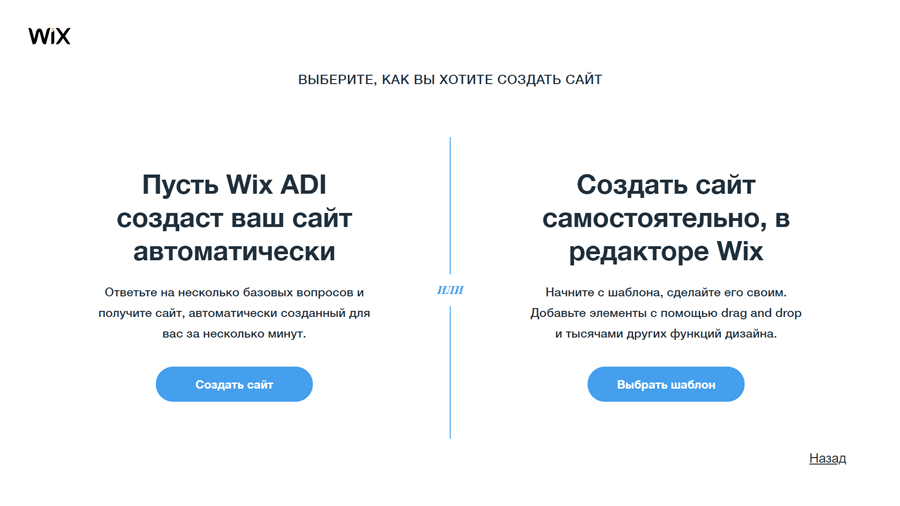 WiX
ВЫБЕРИТЕ, КАК ВЫ ХОТИТЕ СОЗДАТЬ САЙТ
Пусть Wix ADI
создаст ваш сайт
автоматически
Ответьте на несколько базовых вопросов и
получите сайт, автоматически созданный для
вас за несколько минут.
Создать сайт
ИЛИ
Создать сайт
самостоятельно, в
редакторе Wix
Начните с шаблона, сделайте его своим.
Добавьте элементы с помощью drag and drop
и тысячами других функций дизайна.
Выбрать шаблон
Назад